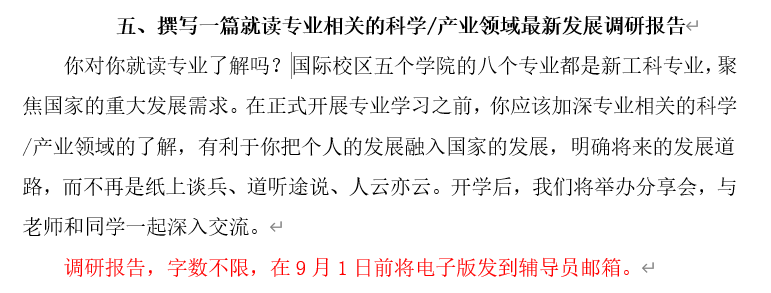 五、撰写一篇就读专业相关的科学/产业领域最新发展调研报告
你对你就读专业了解吗？国际校区五个学院的八个专业都是新工科专业，聚
焦国家的重大发展需求。在正式开展专业学习之前，你应该加深专业相关的科学
/产业领域的了解，有利于你把个人的发展融入国家的发展，明确将来的发展道
路，而不再是纸上谈兵、道听途说、人云亦云。开学后，我们将举办分享会，与
老师和同学一起深入交流。
调研报告，字数不限，在9月1日前将电子版发到辅导员邮箱。